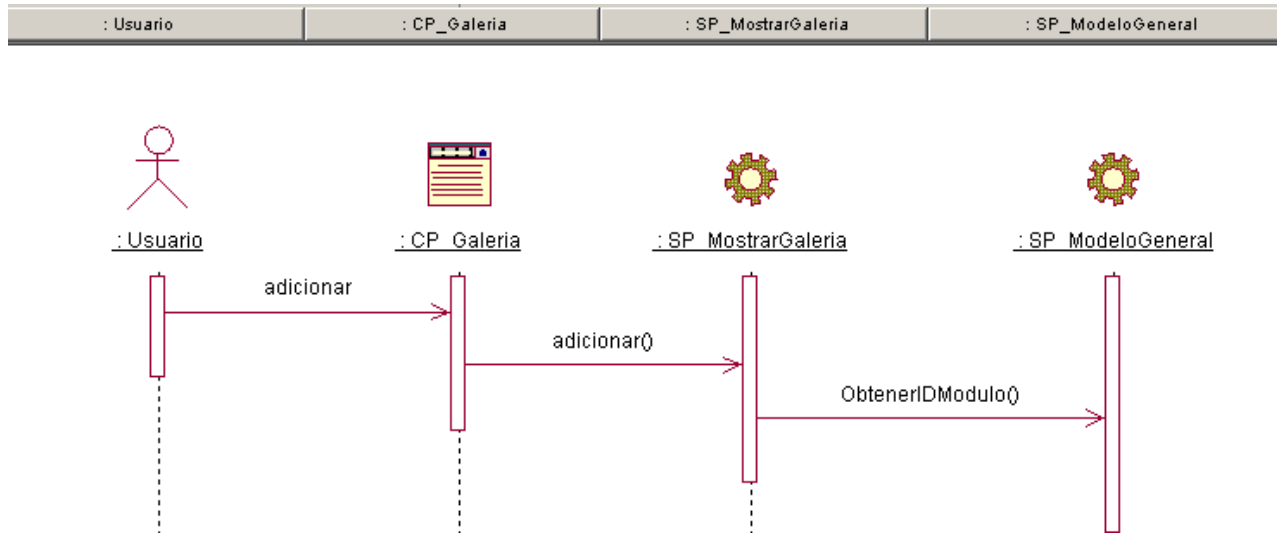 : Usuario
: CP_Galeria
: SP_MostrarGaleria
: SP_ModeloGeneral
: Usuario
: CP_Galeria
: SP_MostrarGaleria
: SP_ModeloGeneral
adicionar
adicionar()
ObtenerIDModulo()